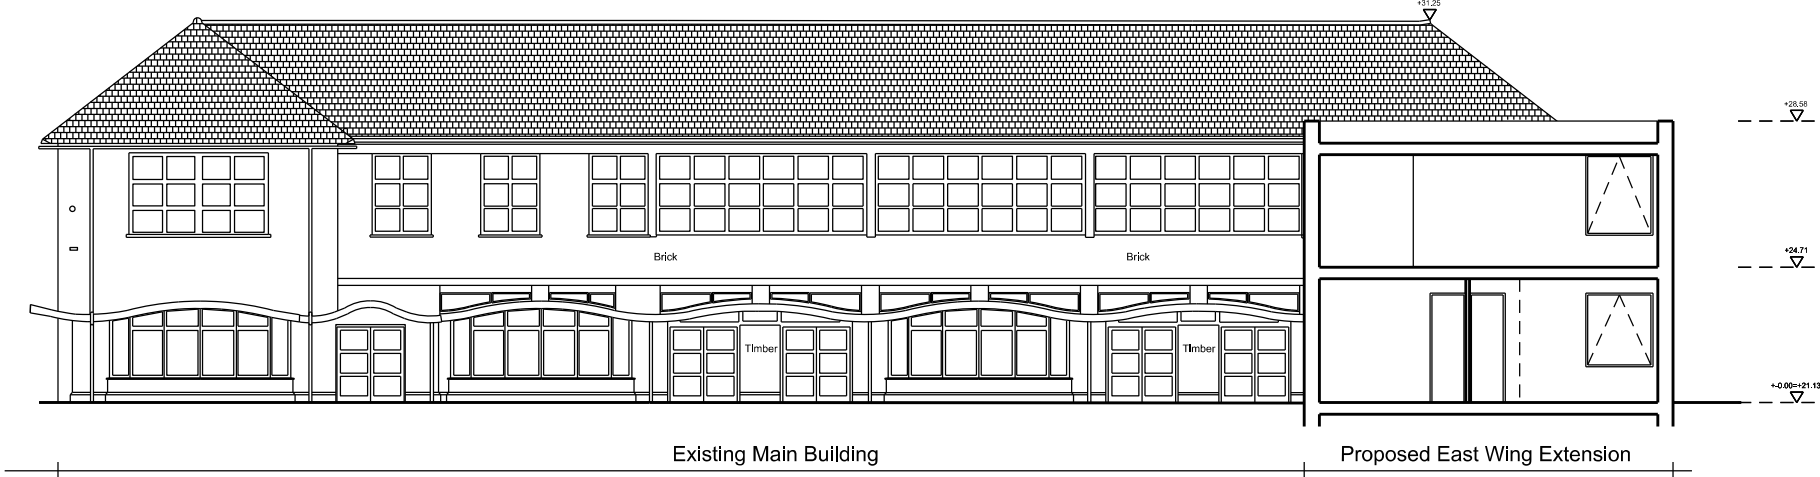 +31.25
+28.58
Brick
Brick
+24.71
Timber
Timber
+-0.00=+21.13
Existing Main Building
Proposed East Wing Extension